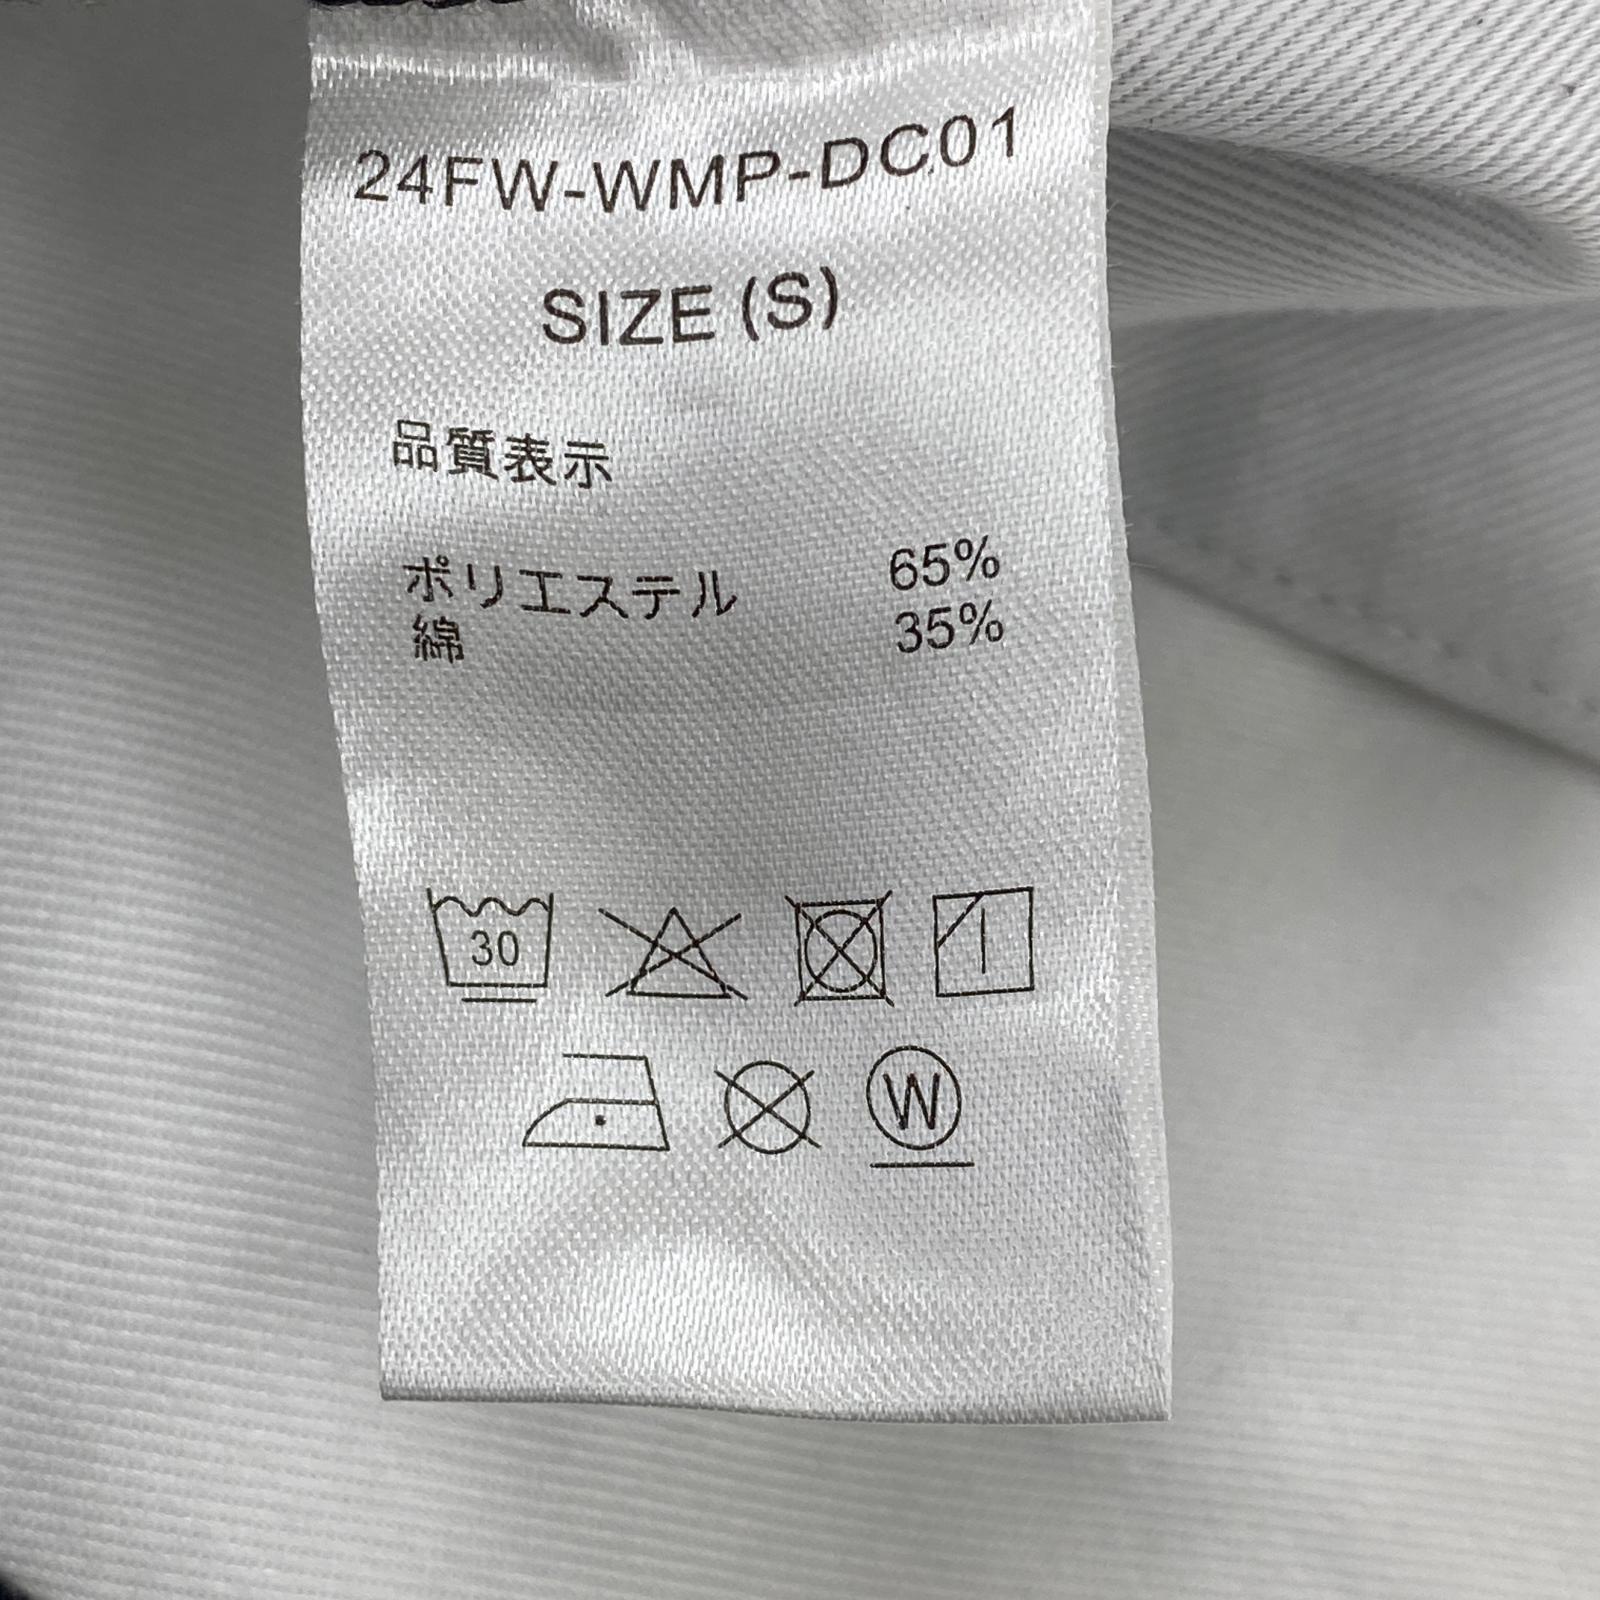 24FW-WMP-DC01
SIZE (S)
品質表示
ポリエステル 65%
綿 35%
30
W